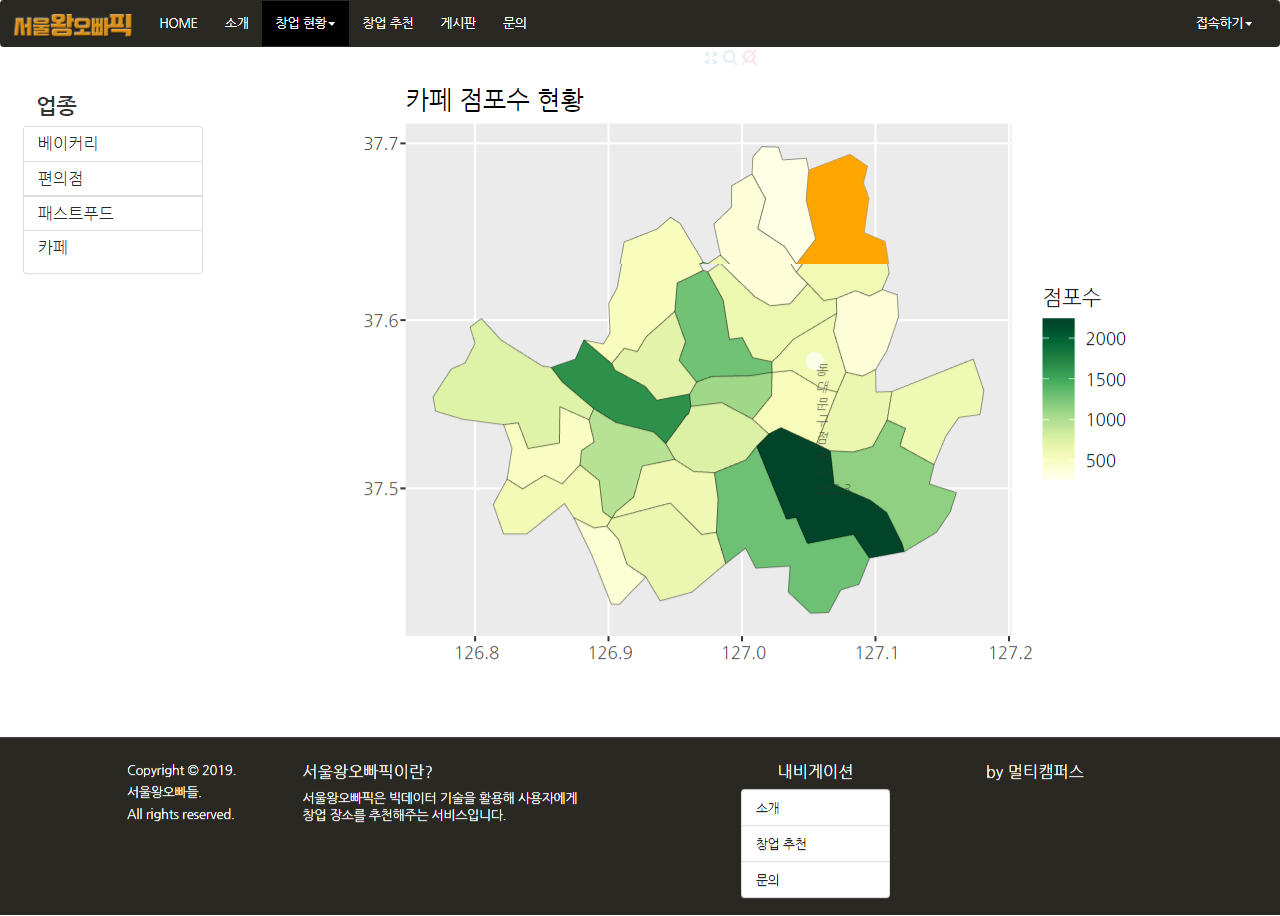 서울왕오빠픽 HOME 소개 창업 현황 창업 추천 게시판 문의 접속하기
업종
베이커리
편의점
패스트푸드
카페
카페 점포수 현황
37.7
37.6
37.5
126.8 126.9 127.0 127.1 127.2
점포수
2000
1500
1000
500
Copyright © 2019.
서울왕오빠들.
All rights reserved.
서울왕오빠픽이란?
서울왕오빠픽은 빅데이터 기술을 활용해 사용자에게
창업 장소를 추천해주는 서비스입니다.
내비게이션
소개
창업 추천
문의
by 멀티캠퍼스